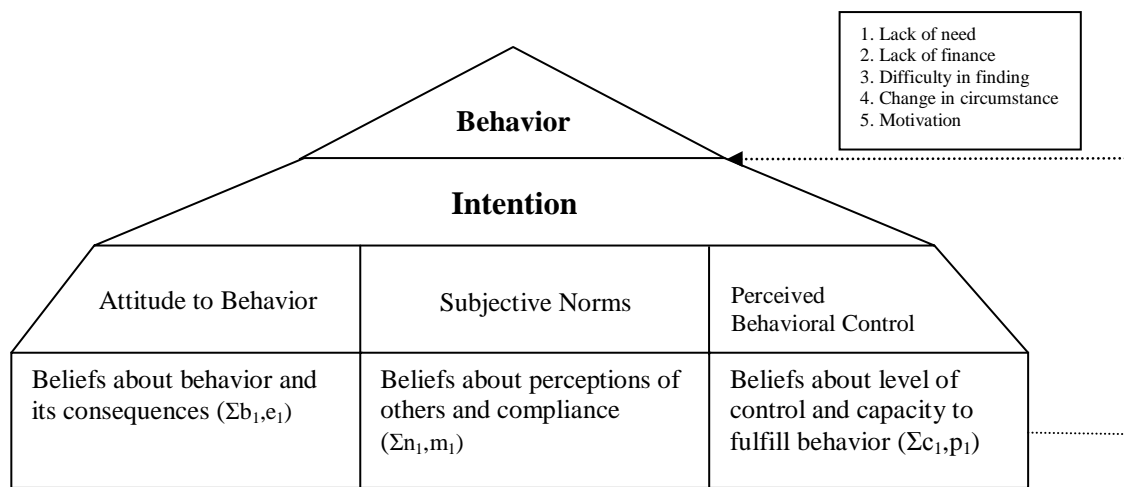 1. Lack of need
2. Lack of finance
3. Difficulty in finding
4. Change in circumstance
5. Motivation
Behavior
Intention
Attitude to Behavior
Subjective Norms
Perceived
Behavioral Control
Beliefs about behavior and
its consequences (Σb₁,e₁)
Beliefs about perceptions of
others and compliance
(Σn₁,m₁)
Beliefs about level of
control and capacity to
fulfill behavior (Σc₁,p₁)